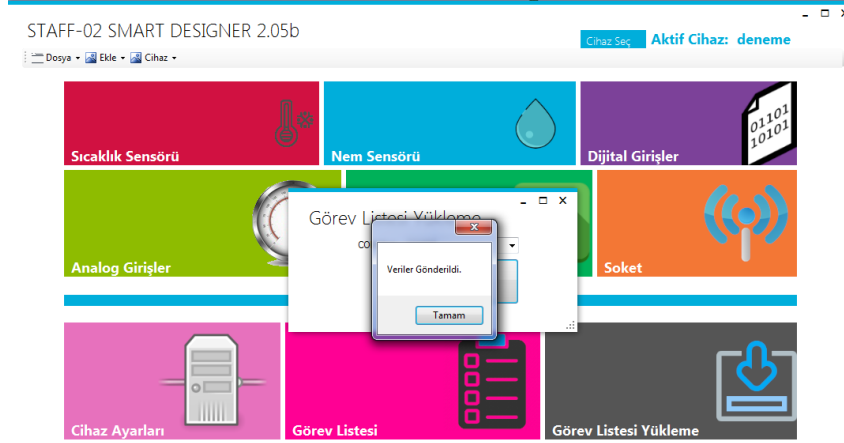 STAFF-02 SMART DESIGNER 2.05b
Cihaz Seç Aktif Cihaz: deneme
Dosya Ekle Cihaz
Sıcaklık Sensörü
Nem Sensörü
Dijital Girişler
01101
10101
Analog Girişler
Soket
Görev Listesi Yükleme
CO
Veriler Gönderildi.
Tamam
Cihaz Ayarları
Görev Listesi
Görev Listesi Yükleme